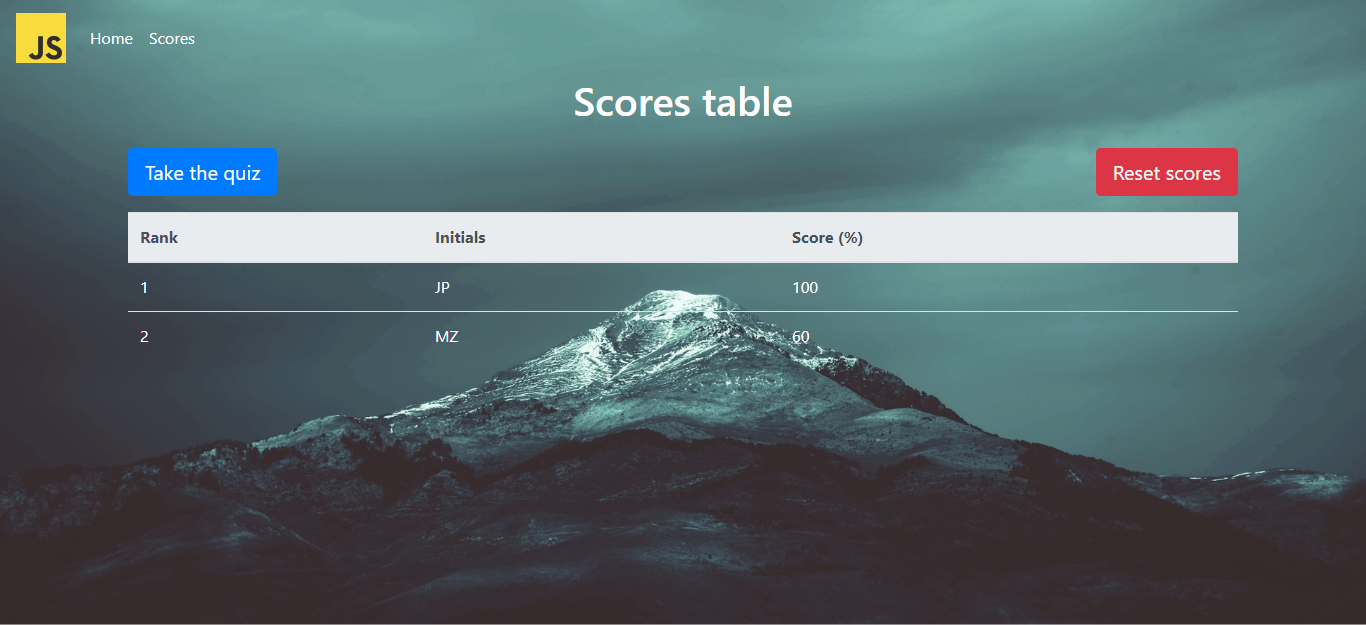 JS
Home Scores
Scores table
Take the quiz Reset scores
Rank Initials Score (%)
1 JP 100
2 MZ 60